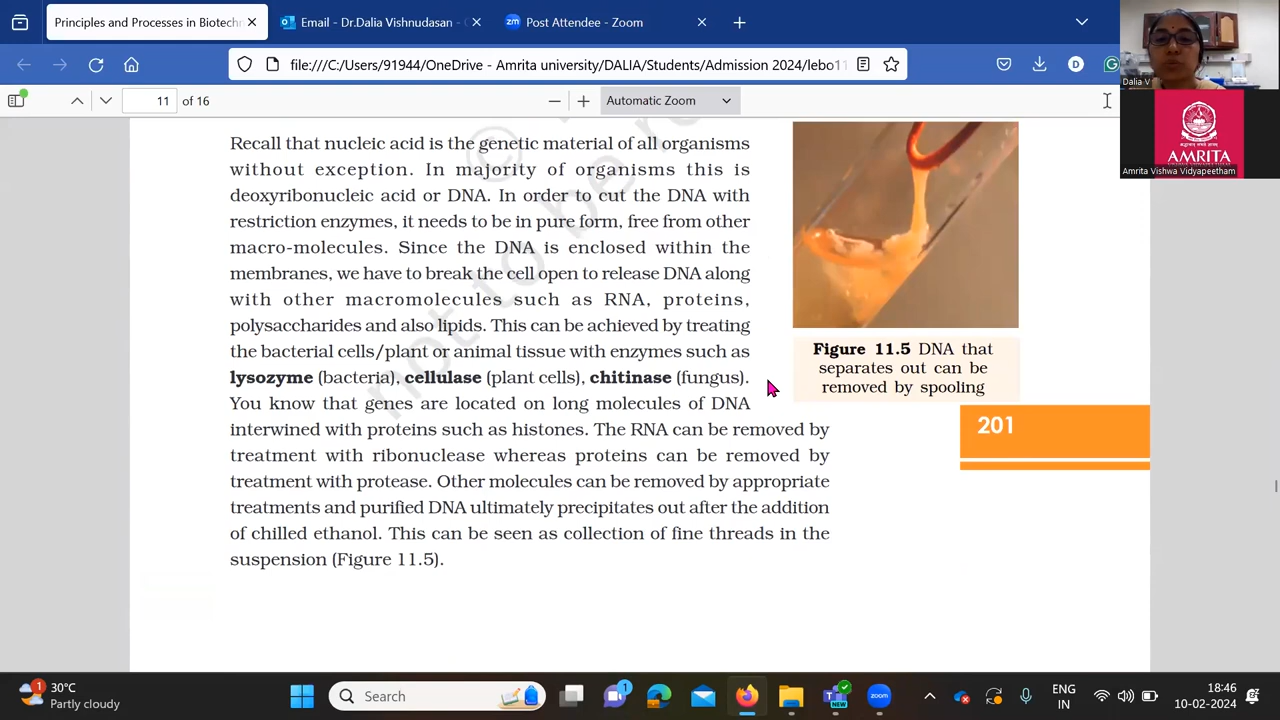 Principles and Processes in Biotech
Email - Dr.Dalia Vishnudasan -
zm Post Attendee - Zoom
file:///C:/Users/91944/OneDrive - Amrita university/DALIA/Students/Admission 2024/lebo11
D
Dalia V
11 of 16
Automatic Zoom
AMRITA
Amrita Vishwa Vidyapeetham
Recall that nucleic acid is the genetic material of all organisms
without exception. In majority of organisms this is
deoxyribonucleic acid or DNA. In order to cut the DNA with
restriction enzymes, it needs to be in pure form, free from other
macro-molecules. Since the DNA is enclosed within the
membranes, we have to break the cell open to release DNA along
with other macromolecules such as RNA, proteins,
polysaccharides and also lipids. This can be achieved by treating
the bacterial cells/plant or animal tissue with enzymes such as
lysozyme (bacteria), cellulase (plant cells), chitinase (fungus).
You know that genes are located on long molecules of DNA
interwined with proteins such as histones. The RNA can be removed by
treatment with ribonuclease whereas proteins can be removed by
treatment with protease. Other molecules can be removed by appropriate
treatments and purified DNA ultimately precipitates out after the addition
of chilled ethanol. This can be seen as collection of fine threads in the
suspension (Figure 11.5).
© not to be re
Figure 11.5 DNA that
separates out can be
removed by spooling
201
1
30°C
Partly cloudy
Search
1
NEW
zoom
ENG
IN
18:46
10-02-2024